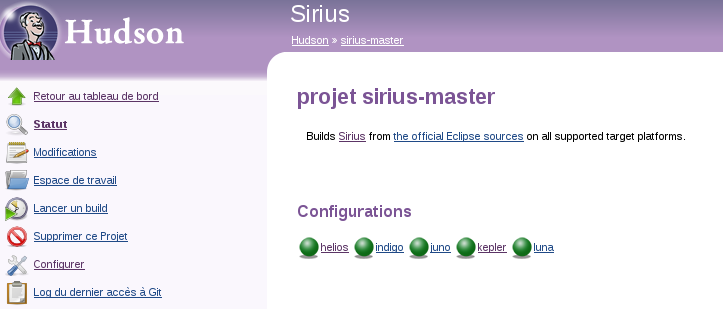 Hudson
Sirius
Hudson » sirius-master
Retour au tableau de bord
Statut
Modifications
Espace de travail
Lancer un build
Supprimer ce Projet
Configurer
Log du dernier accès à Git
projet sirius-master
Builds Sirius from the official Eclipse sources on all supported target platforms.
Configurations
helios indigo juno kepler luna